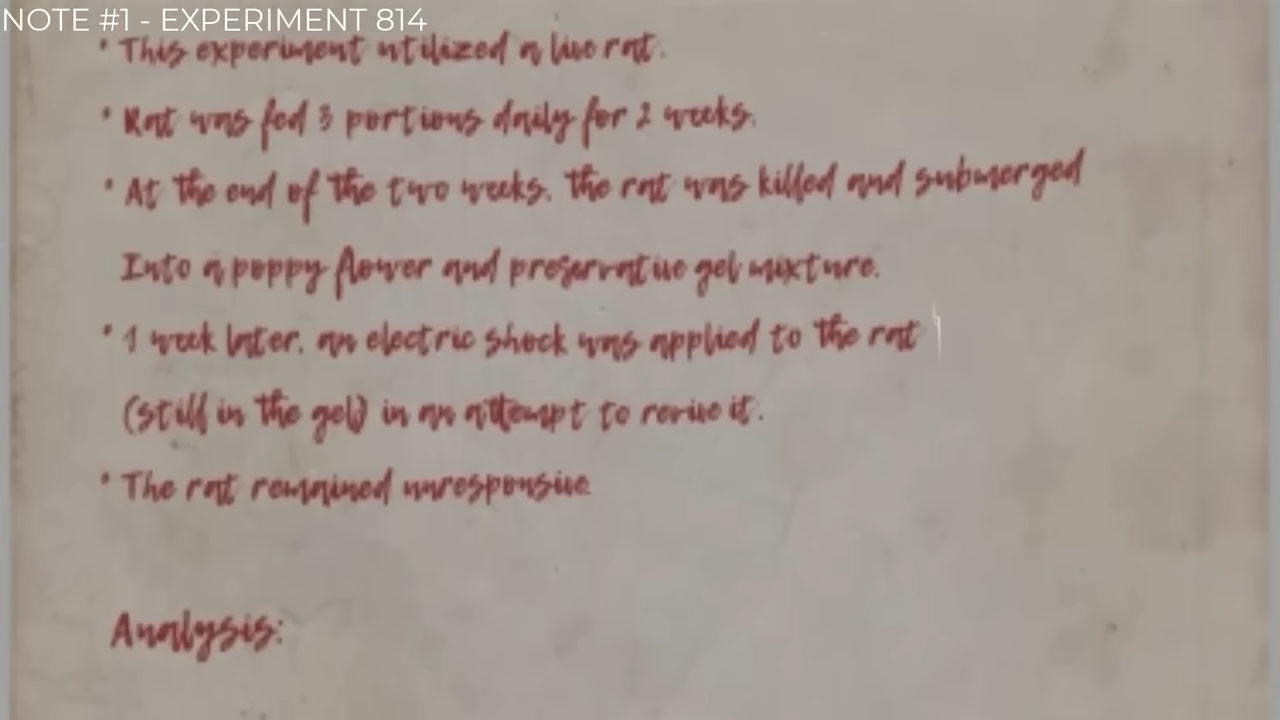 NOTE #1 - EXPERIMENT 814
• This experiment utilized a live rat.
• Rat was fed 3 portions daily for 2 weeks.
• At the end of the two weeks, the rat was killed and submerged
Into a poppy flower and preservative gel mixture.
• 1 week later, an electric shock was applied to the rat
(still in the gel) in an attempt to revive it.
• The rat remained unresponsive.
Analysis: